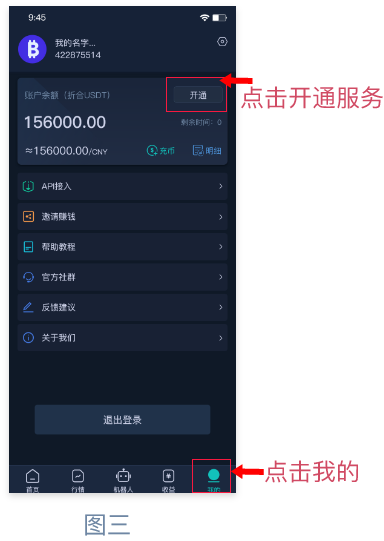 9:45
我的名字...
422875514
账户余额（折合USDT）
开通
点击开通服务
156000.00
剩余时间：0
≈156000.00/CNY
充币
明细
API接入
邀请赚钱
帮助教程
官方社群
反馈建议
关于我们
退出登录
点击我的
首页
行情
机器人
收益
我的
图三